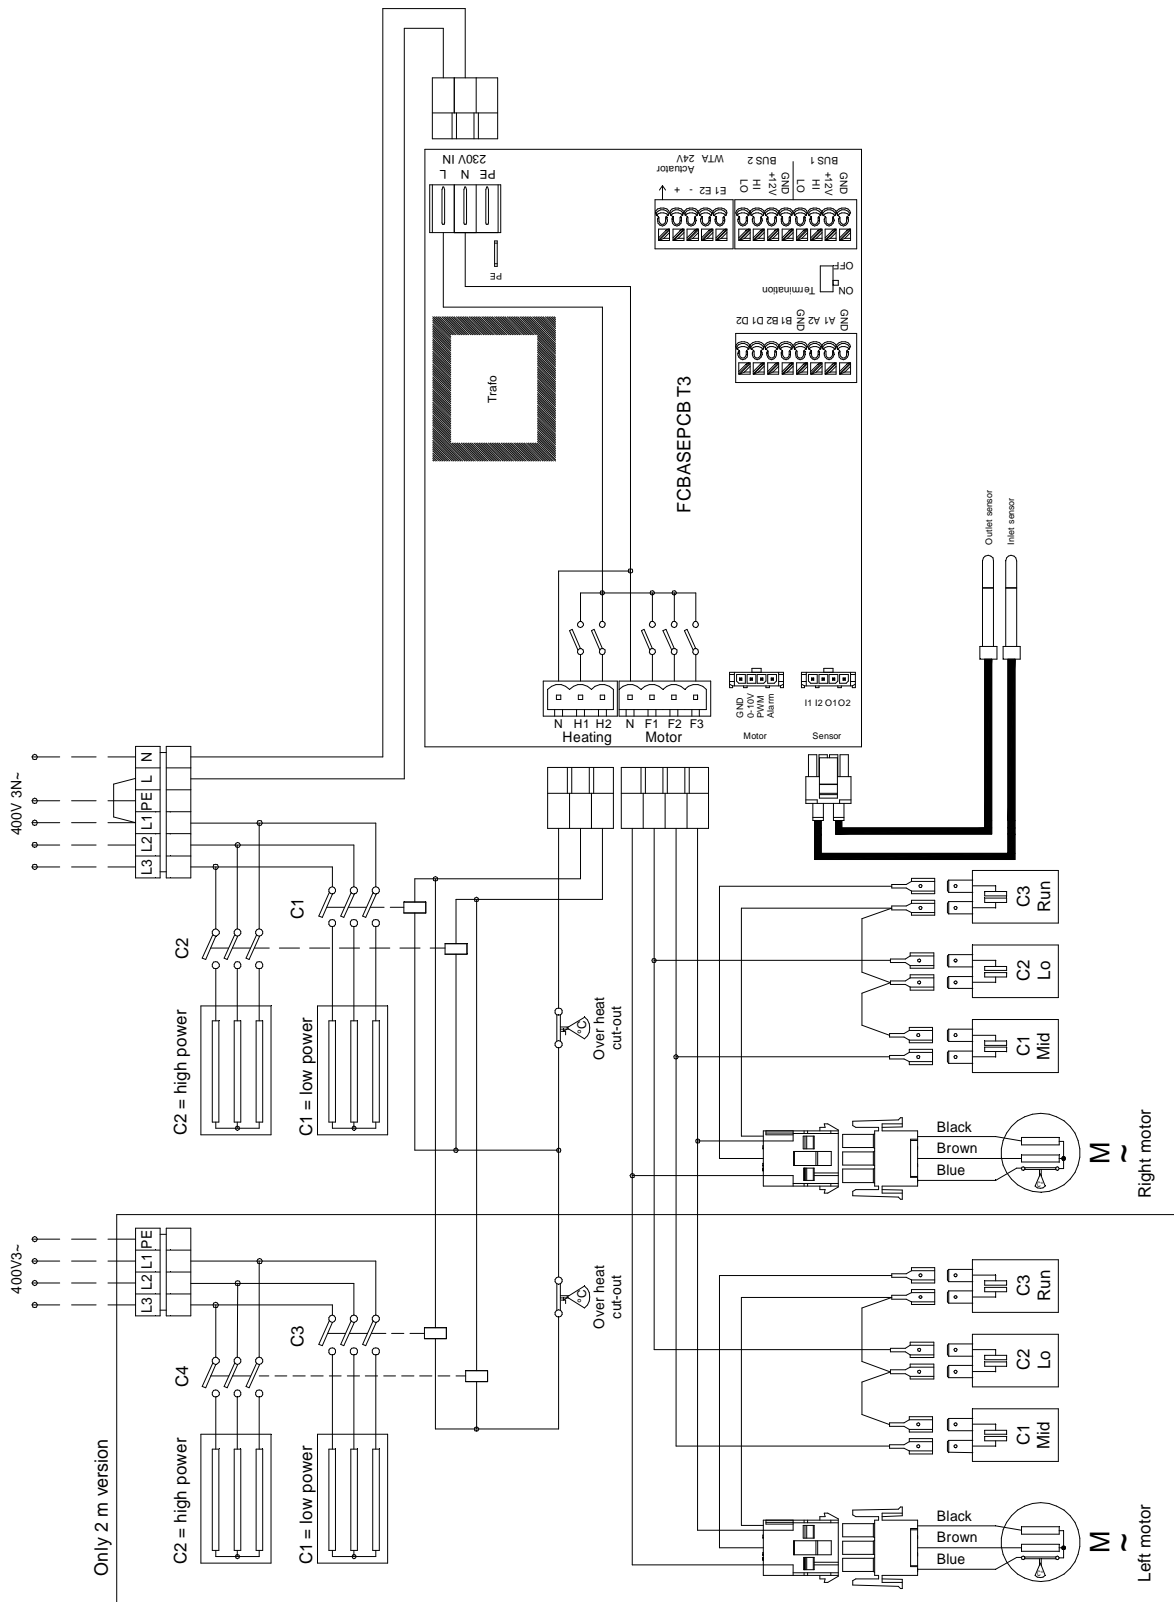 230V IN
L N PE
PE
Trafo
FCBASEPCB T3
WTA 24V
Actuator
↑ + - E1 E2
BUS 2
LO
HI
+12V
GND
BUS 1
LO
HI
+12V
GND
Termination
ON
OFF
D2 D1 B2 B1 GND A2 A1 GND
N H1 H2
Heating
N F1 F2 F3
Motor
GND
0-10V
PWM
Alarm
Motor
I1 I2 O1 O2
Sensor
Outlet sensor
Inlet sensor
400V 3N~
L3 L2 L1 PE L N
C1
C2
C2 = high power
C1 = low power
Over heat
cut-out
°C
C3
Run
C2
Lo
C1
Mid
Black
Brown
Blue
M
~
Right motor
Only 2 m version
400V3~
L3 L2 L1 PE
C3
C4
C2 = high power
C1 = low power
Over heat
cut-out
°C
C3
Run
C2
Lo
C1
Mid
Black
Brown
Blue
M
~
Left motor